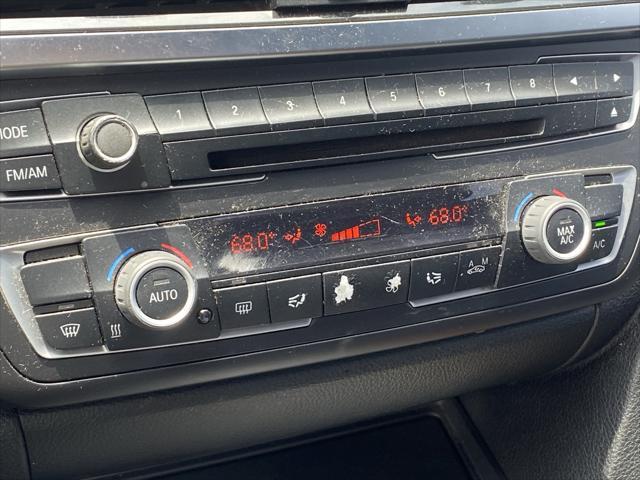 1 2 3 4 5 6 7 8
MODE
FM/AM
68.0° 68.0°
MAX A/C
A/C
AUTO
A M